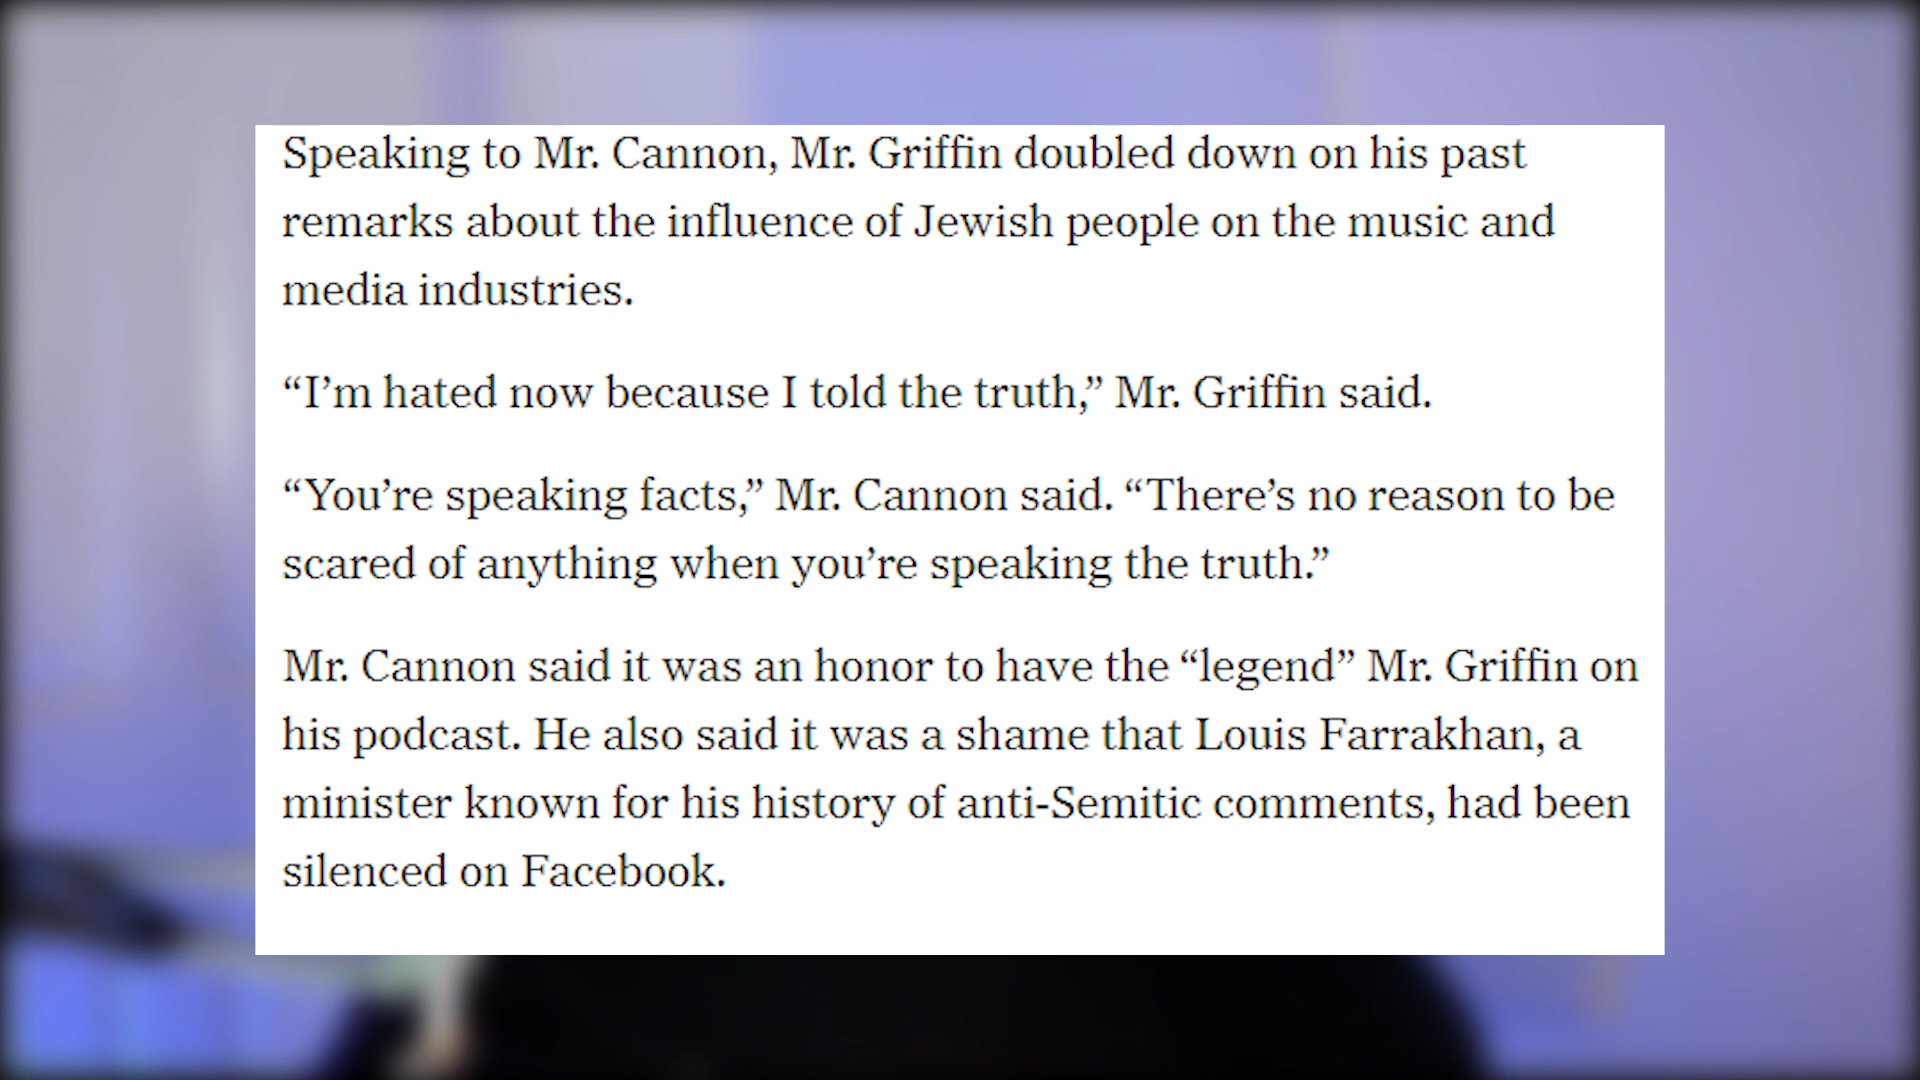 Speaking to Mr. Cannon, Mr. Griffin doubled down on his past
remarks about the influence of Jewish people on the music and
media industries.
“I’m hated now because I told the truth,” Mr. Griffin said.
“You’re speaking facts,” Mr. Cannon said. “There’s no reason to be
scared of anything when you’re speaking the truth.”
Mr. Cannon said it was an honor to have the “legend” Mr. Griffin on
his podcast. He also said it was a shame that Louis Farrakhan, a
minister known for his history of anti-Semitic comments, had been
silenced on Facebook.